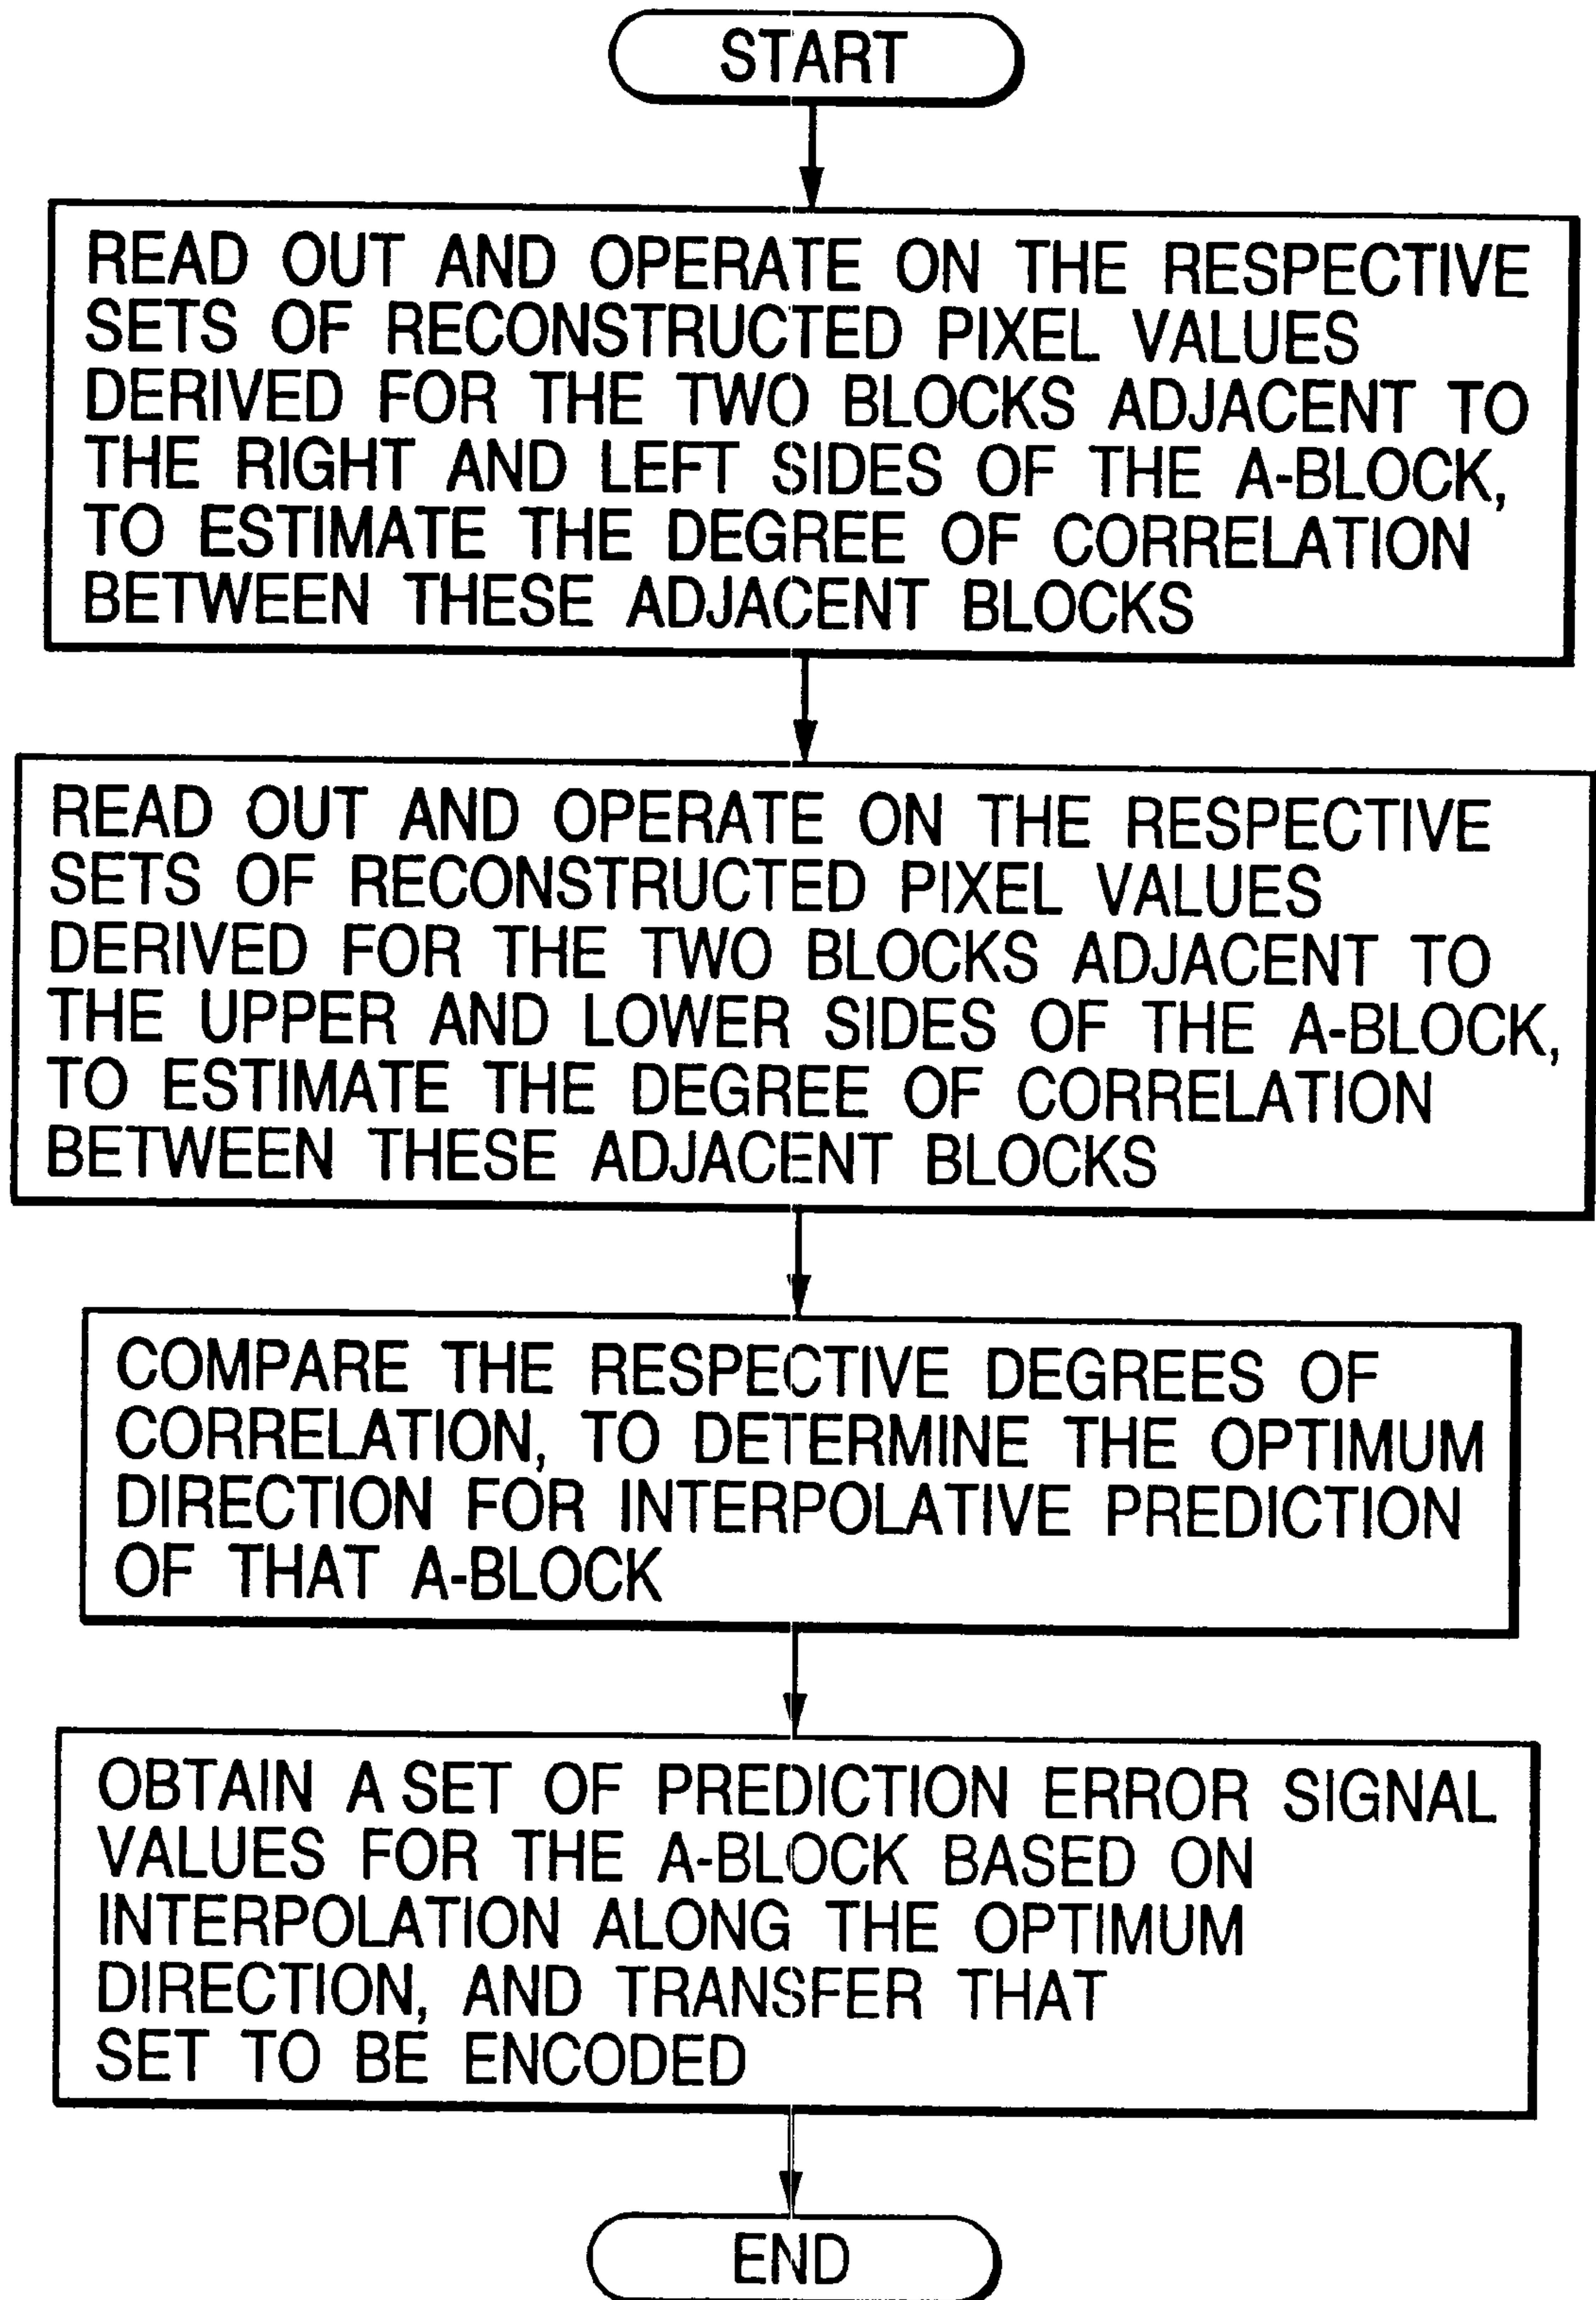 START
READ OUT AND OPERATE ON THE RESPECTIVE
SETS OF RECONSTRUCTED PIXEL VALUES
DERIVED FOR THE TWO BLOCKS ADJACENT TO
THE RIGHT AND LEFT SIDES OF THE A-BLOCK,
TO ESTIMATE THE DEGREE OF CORRELATION
BETWEEN THESE ADJACENT BLOCKS
READ OUT AND OPERATE ON THE RESPECTIVE
SETS OF RECONSTRUCTED PIXEL VALUES
DERIVED FOR THE TWO BLOCKS ADJACENT TO
THE UPPER AND LOWER SIDES OF THE A-BLOCK,
TO ESTIMATE THE DEGREE OF CORRELATION
BETWEEN THESE ADJACENT BLOCKS
COMPARE THE RESPECTIVE DEGREES OF
CORRELATION, TO DETERMINE THE OPTIMUM
DIRECTION FOR INTERPOLATIVE PREDICTION
OF THAT A-BLOCK
OBTAIN A SET OF PREDICTION ERROR SIGNAL
VALUES FOR THE A-BLOCK BASED ON
INTERPOLATION ALONG THE OPTIMUM
DIRECTION, AND TRANSFER THAT
SET TO BE ENCODED
END